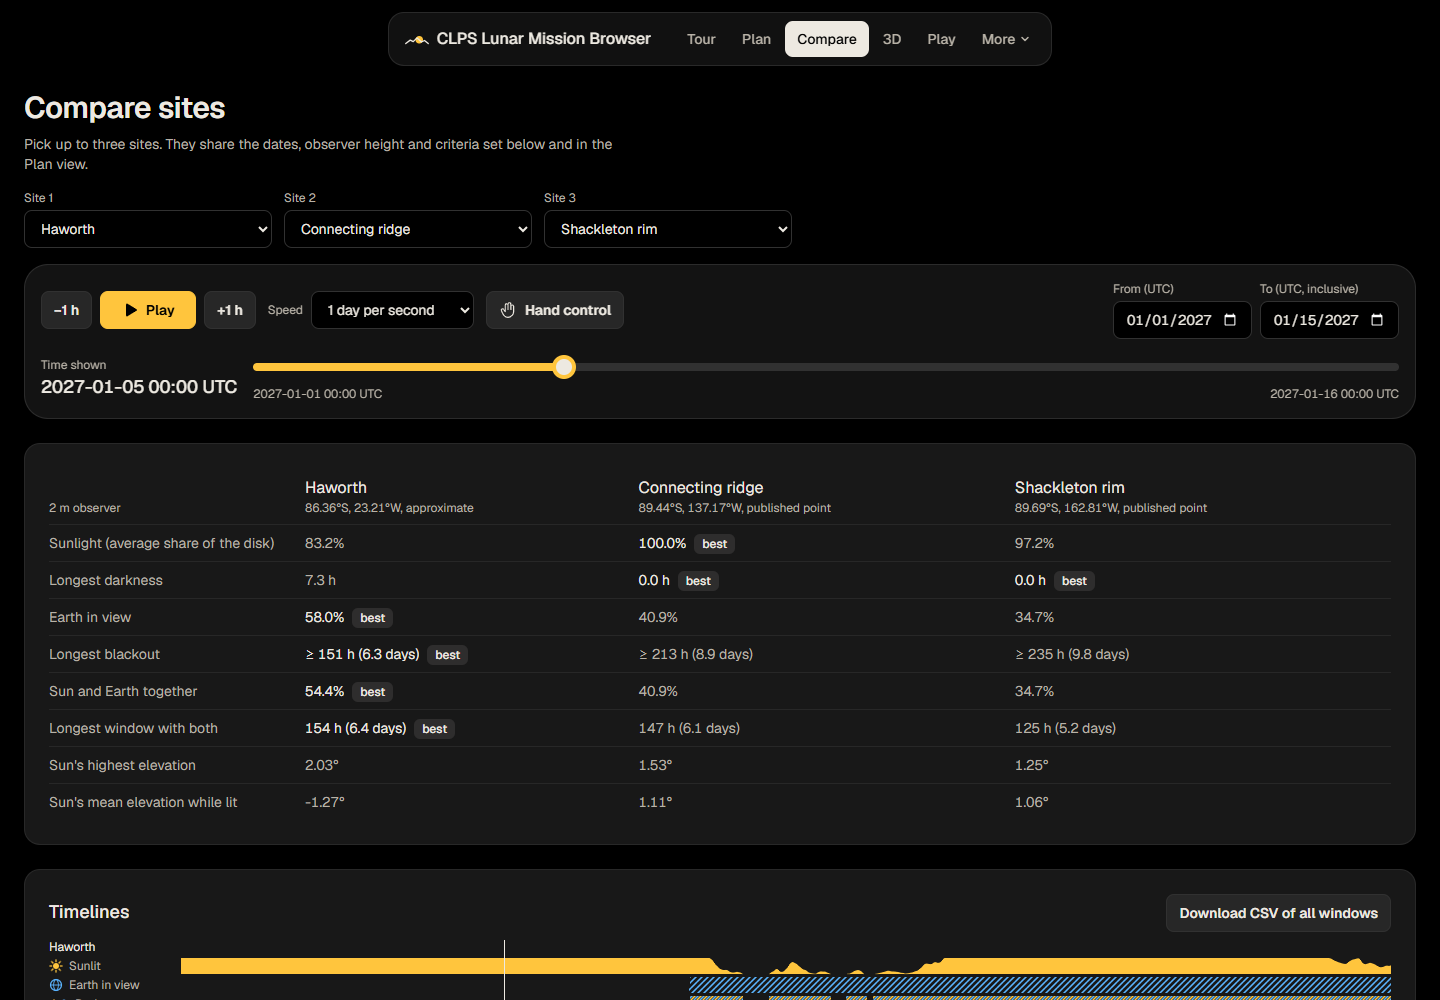 CLPS Lunar Mission Browser Tour Plan Compare 3D Play More
Compare sites
Pick up to three sites. They share the dates, observer height and criteria set below and in the
Plan view.
Site 1 Site 2 Site 3
Haworth Connecting ridge Shackleton rim
From (UTC) To (UTC, inclusive)
−1 h Play +1 h Speed 1 day per second Hand control 01/01/2027 01/15/2027
Time shown
2027-01-05 00:00 UTC
2027-01-01 00:00 UTC 2027-01-16 00:00 UTC
Haworth Connecting ridge Shackleton rim
2 m observer 86.36°S, 23.21°W, approximate 89.44°S, 137.17°W, published point 89.69°S, 162.81°W, published point
Sunlight (average share of the disk) 83.2% 100.0% best 97.2%
Longest darkness 7.3 h 0.0 h best 0.0 h best
Earth in view 58.0% best 40.9% 34.7%
Longest blackout ≥ 151 h (6.3 days) best ≥ 213 h (8.9 days) ≥ 235 h (9.8 days)
Sun and Earth together 54.4% best 40.9% 34.7%
Longest window with both 154 h (6.4 days) best 147 h (6.1 days) 125 h (5.2 days)
Sun's highest elevation 2.03° 1.53° 1.25°
Sun's mean elevation while lit -1.27° 1.11° 1.06°
Timelines Download CSV of all windows
Haworth
Sunlit
Earth in view